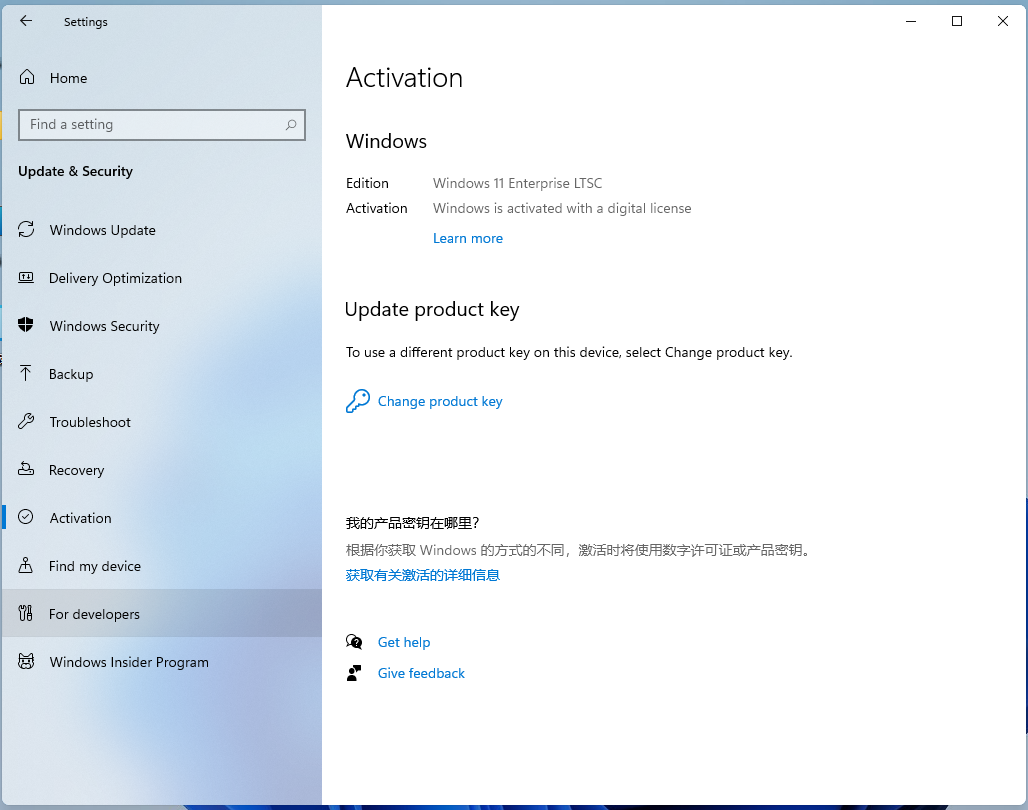 Settings
Home
Find a setting
Update & Security
Windows Update
Delivery Optimization
Windows Security
Backup
Troubleshoot
Recovery
Activation
Find my device
For developers
Windows Insider Program
Activation
Windows
Edition Windows 11 Enterprise LTSC
Activation Windows is activated with a digital license
Learn more
Update product key
To use a different product key on this device, select Change product key.
Change product key
我的产品密钥在哪里?
根据你获取 Windows 的方式的不同，激活时将使用数字许可证或产品密钥。
获取有关激活的详细信息
Get help
Give feedback